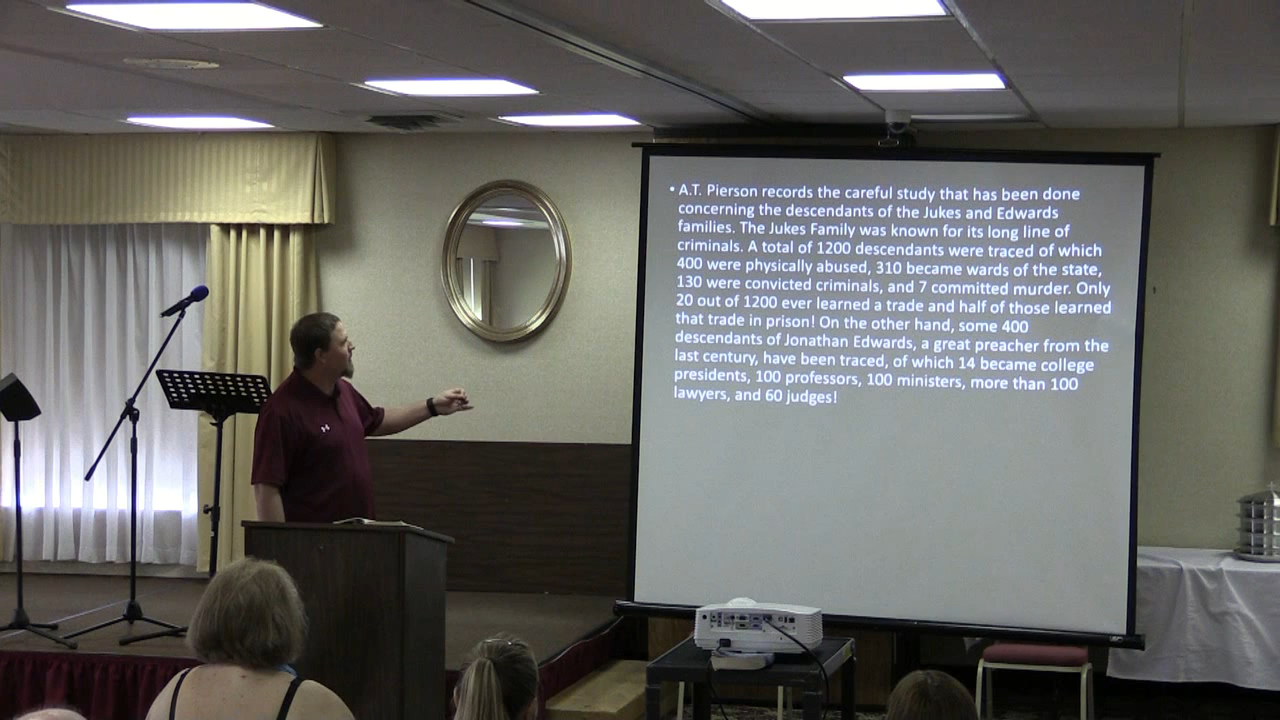 • A.T. Pierson records the careful study that has been done
concerning the descendants of the Jukes and Edwards
families. The Jukes Family was known for its long line of
criminals. A total of 1200 descendants were traced of which
400 were physically abused, 310 became wards of the state,
130 were convicted criminals, and 7 committed murder. Only
20 out of 1200 ever learned a trade and half of those learned
that trade in prison! On the other hand, some 400
descendants of Jonathan Edwards, a great preacher from the
last century, have been traced, of which 14 became college
presidents, 100 professors, 100 ministers, more than 100
lawyers, and 60 judges!